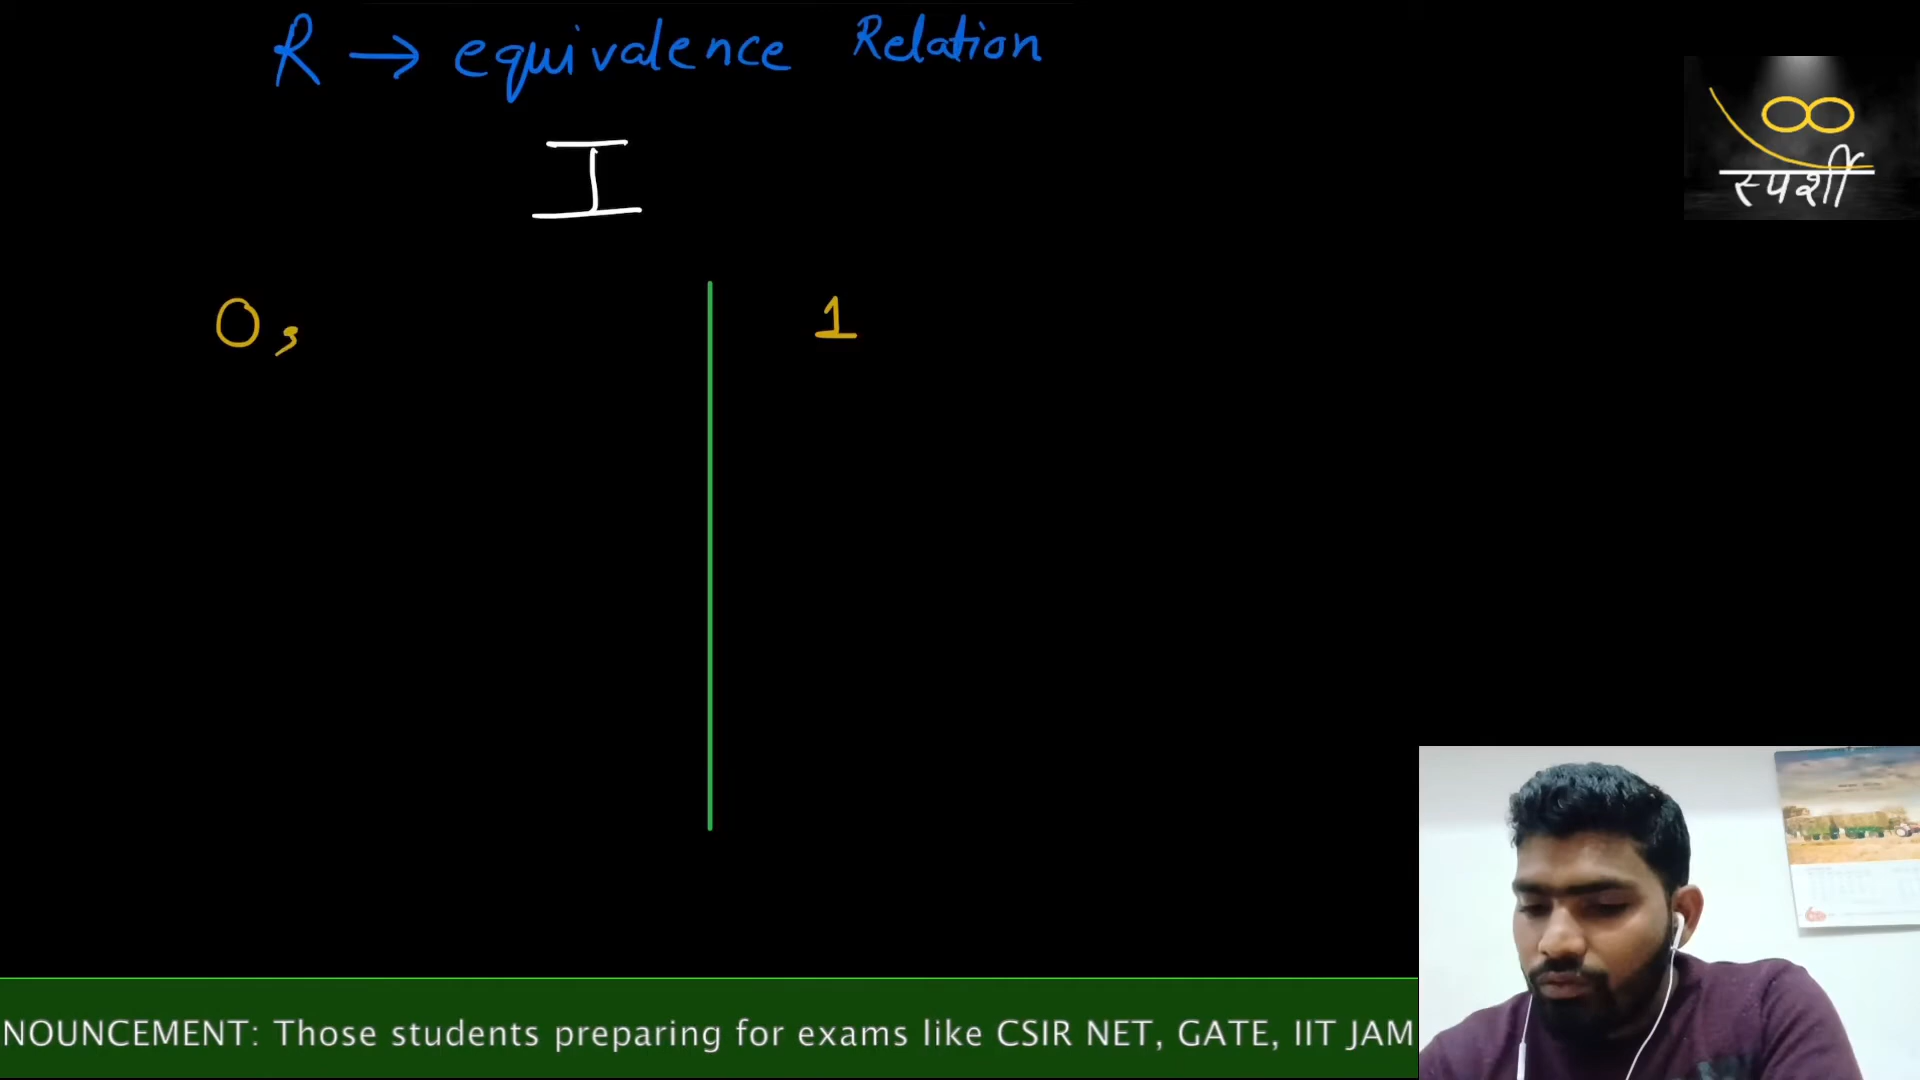 R → equivalence Relation
I
∞
स्पर्शी
0,
1
NOUNCEMENT: Those students preparing for exams like CSIR NET, GATE, IIT JAM